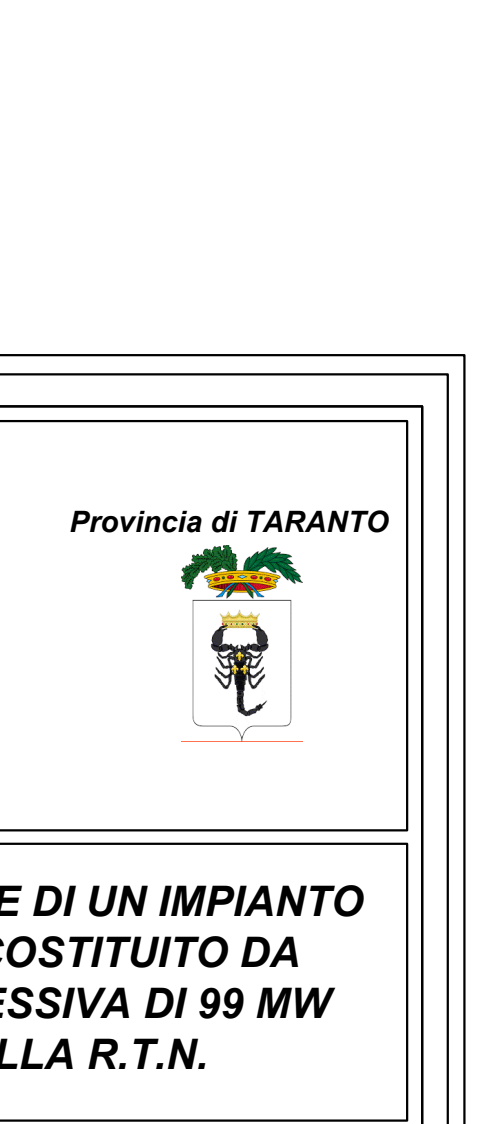 Provincia di TARANTO
E DI UN IMPIANTO
COSTITUITO DA
ESSIVA DI 99 MW
LLA R.T.N.